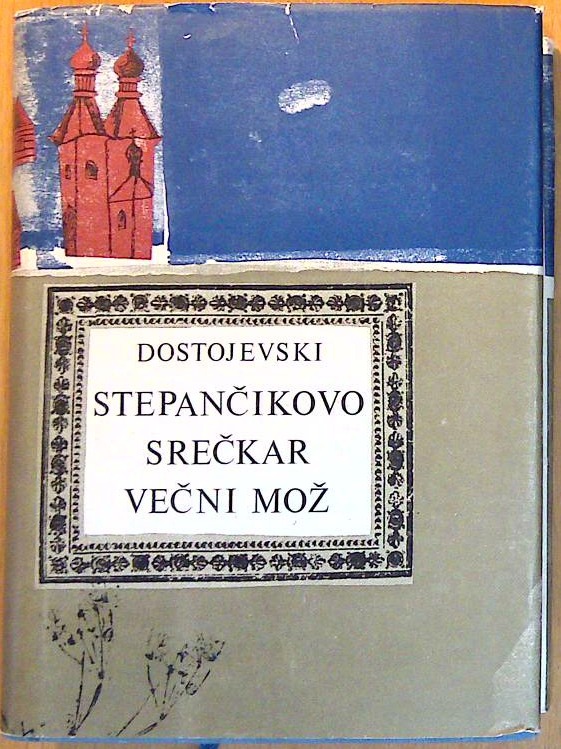 DOSTOJEVSKI
STEPANČIKOVO
SREČKAR
VEČNI MOŽ